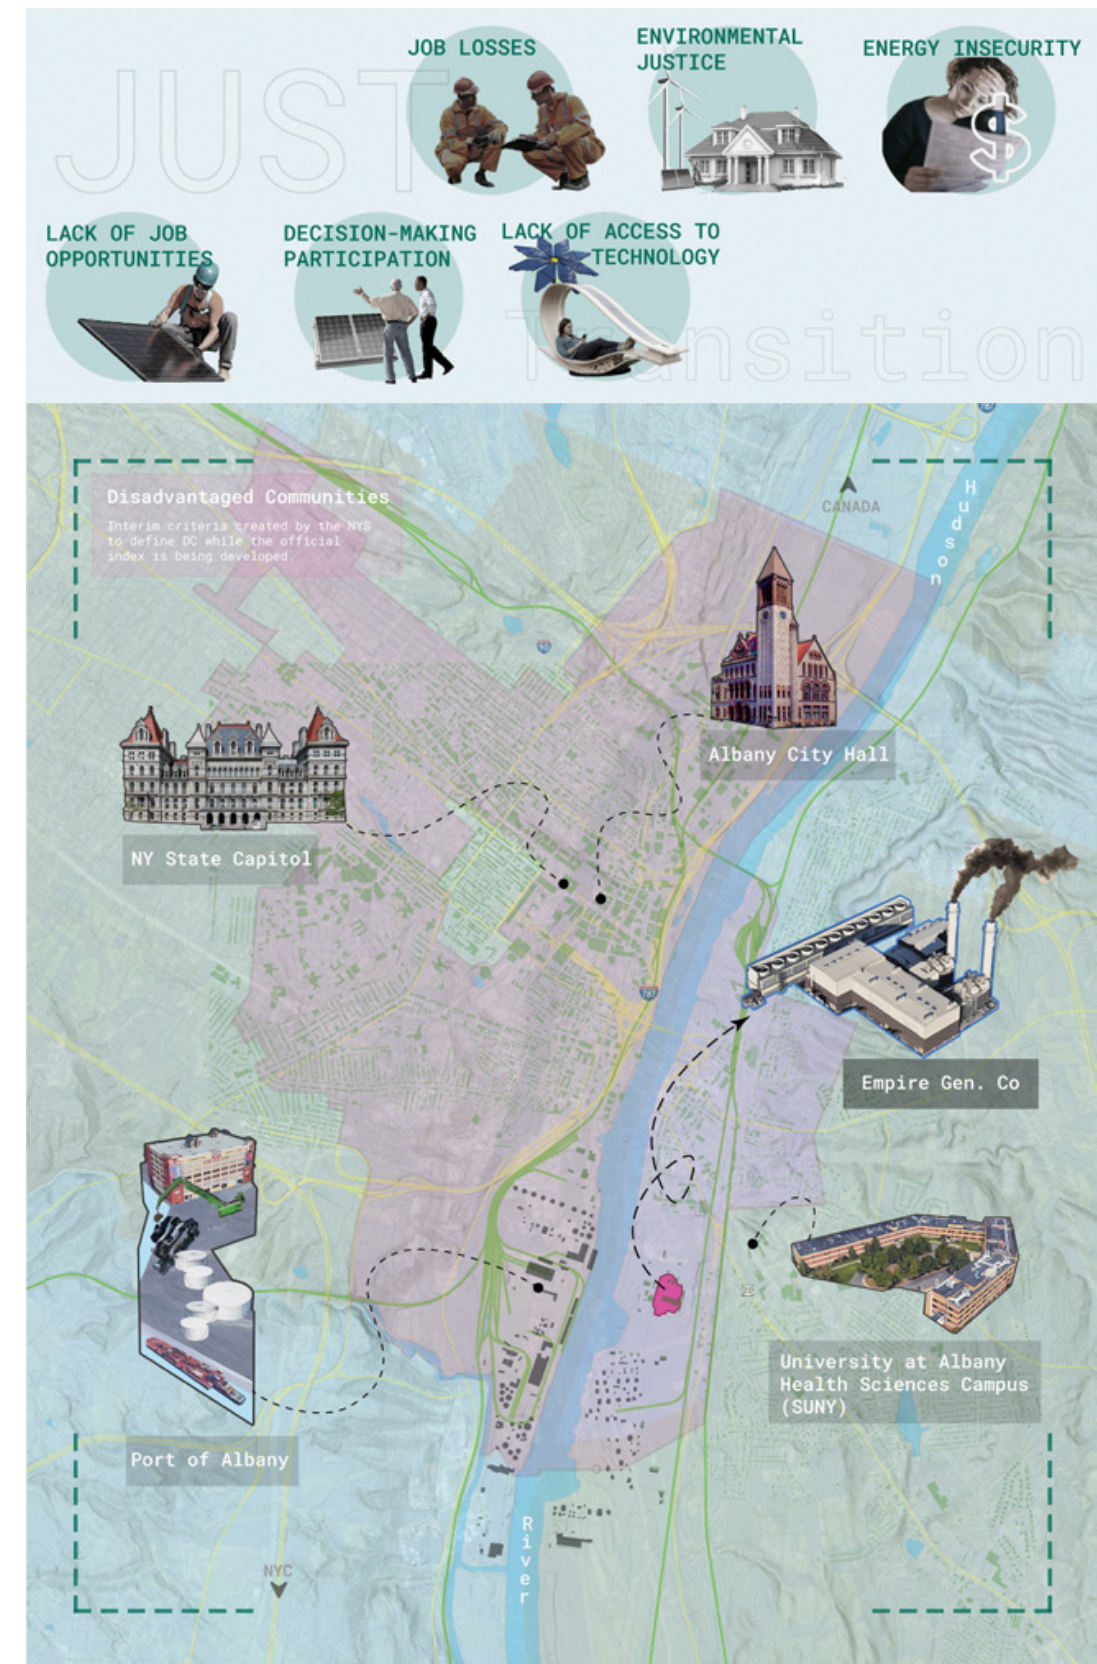 JUST
JOB LOSSES
ENVIRONMENTAL
JUSTICE
ENERGY INSECURITY
$
LACK OF JOB
OPPORTUNITIES
DECISION-MAKING
PARTICIPATION
LACK OF ACCESS TO
TECHNOLOGY
Transition
Disadvantaged Communities
Interim criteria created by the NYS
to define DC while the official
index is being developed.
CANADA
Hudson
90
Albany City Hall
NY State Capitol
787
Empire Gen. Co
University at Albany
Health Sciences Campus
(SUNY)
Port of Albany
River
NYC